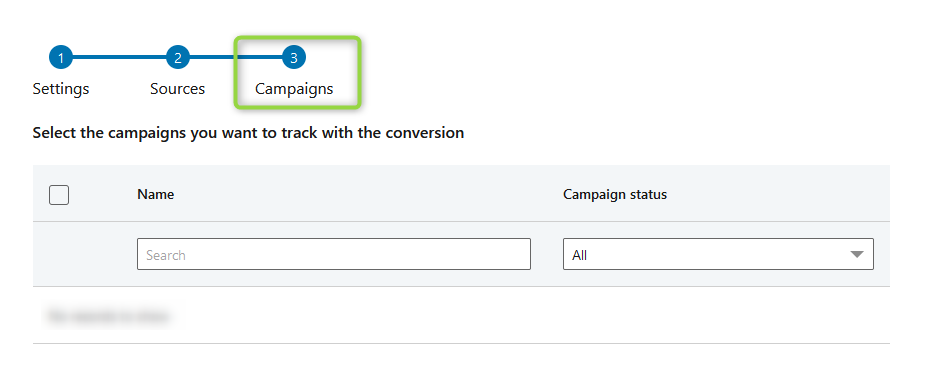 1 2 3
Settings Sources Campaigns
Select the campaigns you want to track with the conversion
Name Campaign status
Search All